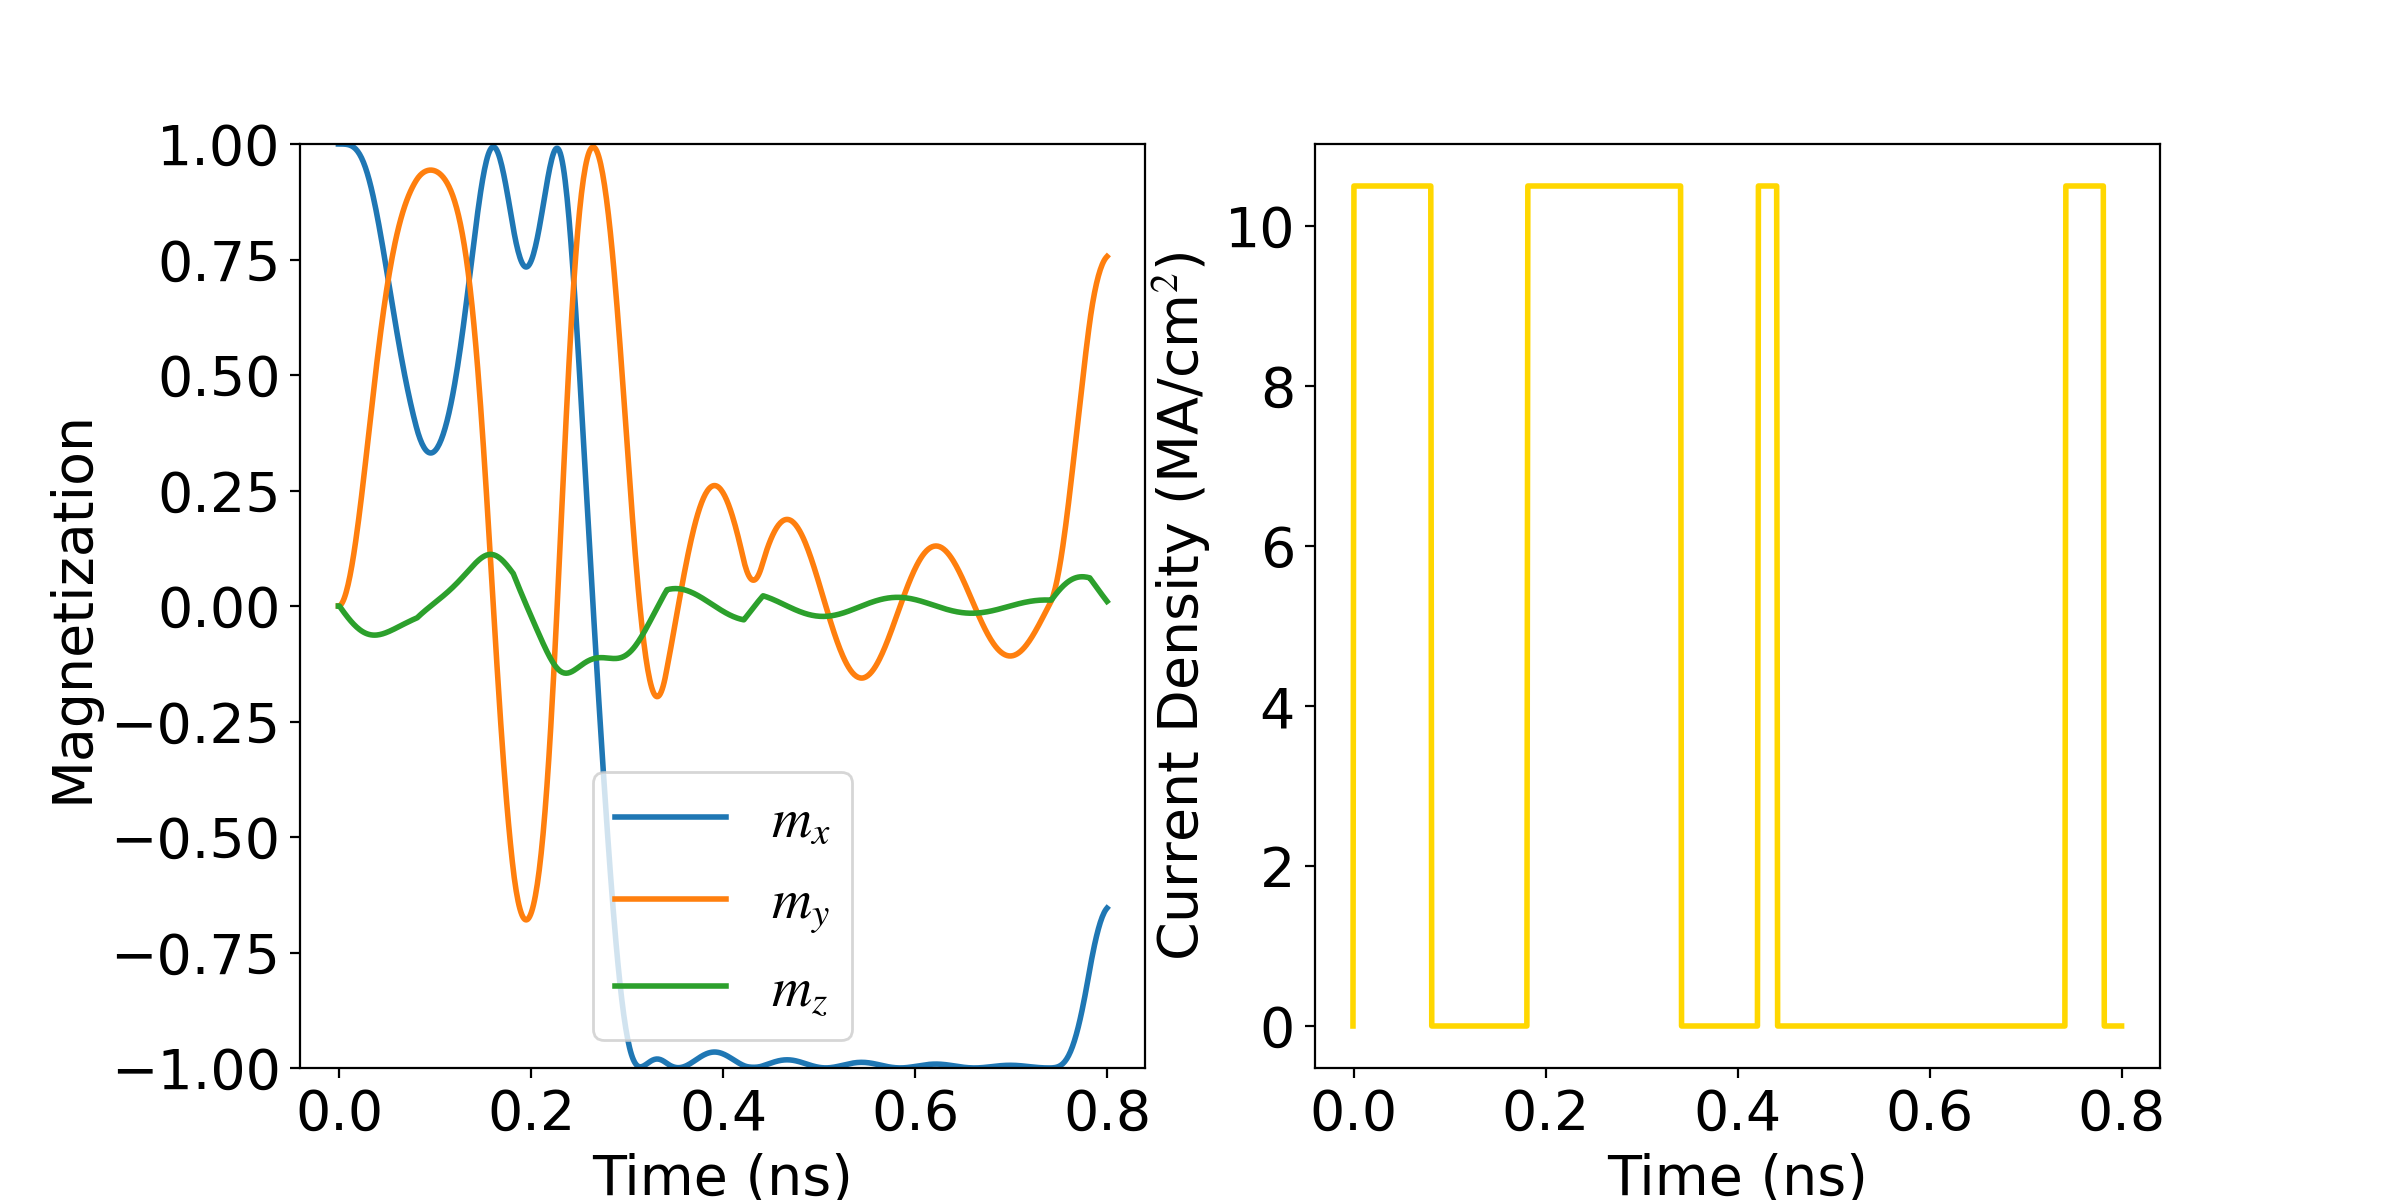 Magnetization
1.00
0.75
0.50
0.25
0.00
−0.25
−0.50
−0.75
−1.00
0.0 0.2 0.4 0.6 0.8
Time (ns)
m_x
m_y
m_z
Current Density (MA/cm²)
10
8
6
4
2
0
0.0 0.2 0.4 0.6 0.8
Time (ns)